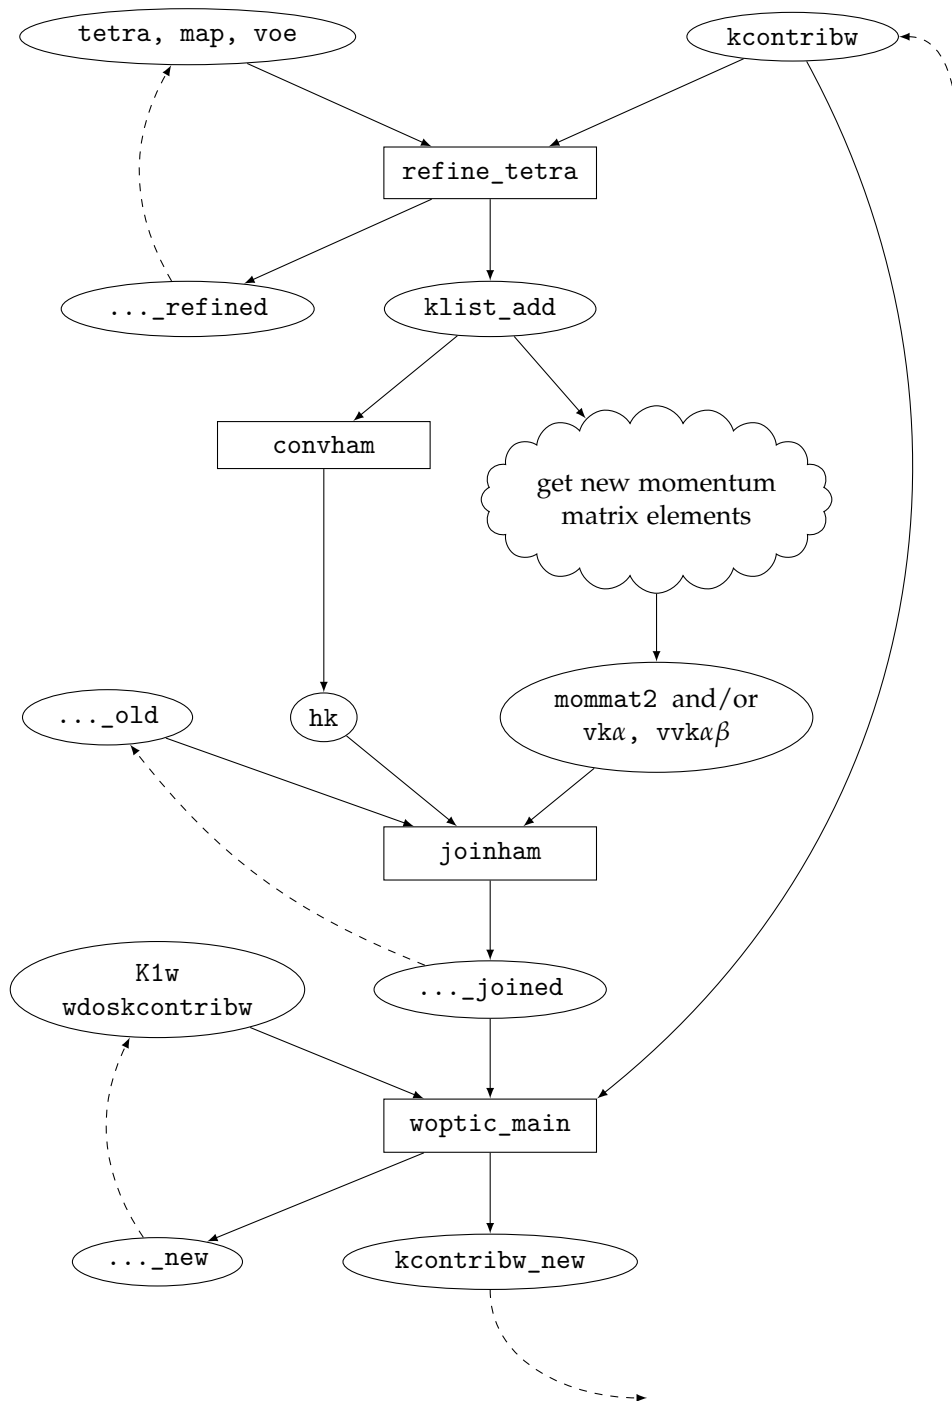 tetra, map, voe
kcontribw
refine_tetra
..._refined
klist_add
convham
get new momentum
matrix elements
..._old
hk
mommat2 and/or
vkα, vvkαβ
joinham
K1w
wdoskcontribw
..._joined
woptic_main
..._new
kcontribw_new